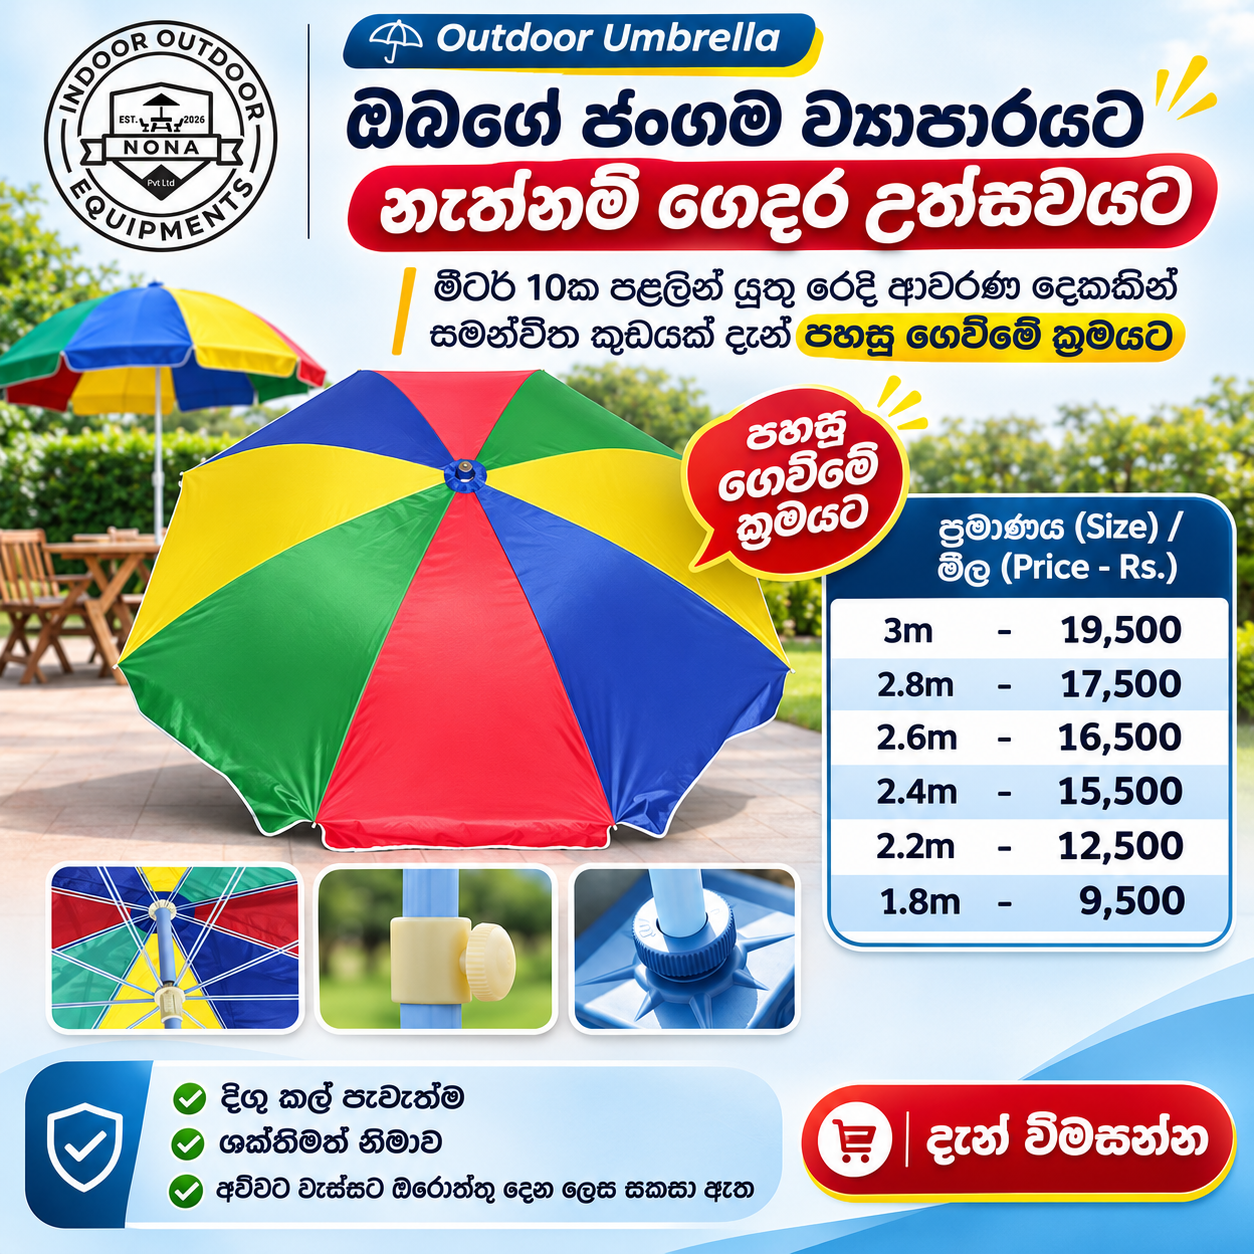 INDOOR OUTDOOR
EST. 2026
NONA
Pvt Ltd
EQUIPMENTS
Outdoor Umbrella
ඔබගේ ජංගම ව්‍යාපාරයට
නැත්නම් ගෙදර උත්සවයට
මීටර් 10ක පළලින් යුතු රෙදි ආවරණ දෙකකින්
සමන්විත කුඩයක් දැන් පහසු ගෙවීමේ ක්‍රමයට
පහසු
ගෙවීමේ
ක්‍රමයට
ප්‍රමාණය (Size) /
මීල (Price - Rs.)
3m - 19,500
2.8m - 17,500
2.6m - 16,500
2.4m - 15,500
2.2m - 12,500
1.8m - 9,500
දිගු කල් පැවැත්ම
ශක්තිමත් නිමාව
අව්වට වැස්සට ඔරොත්තු දෙන ලෙස සකසා ඇත
දැන් විමසන්න